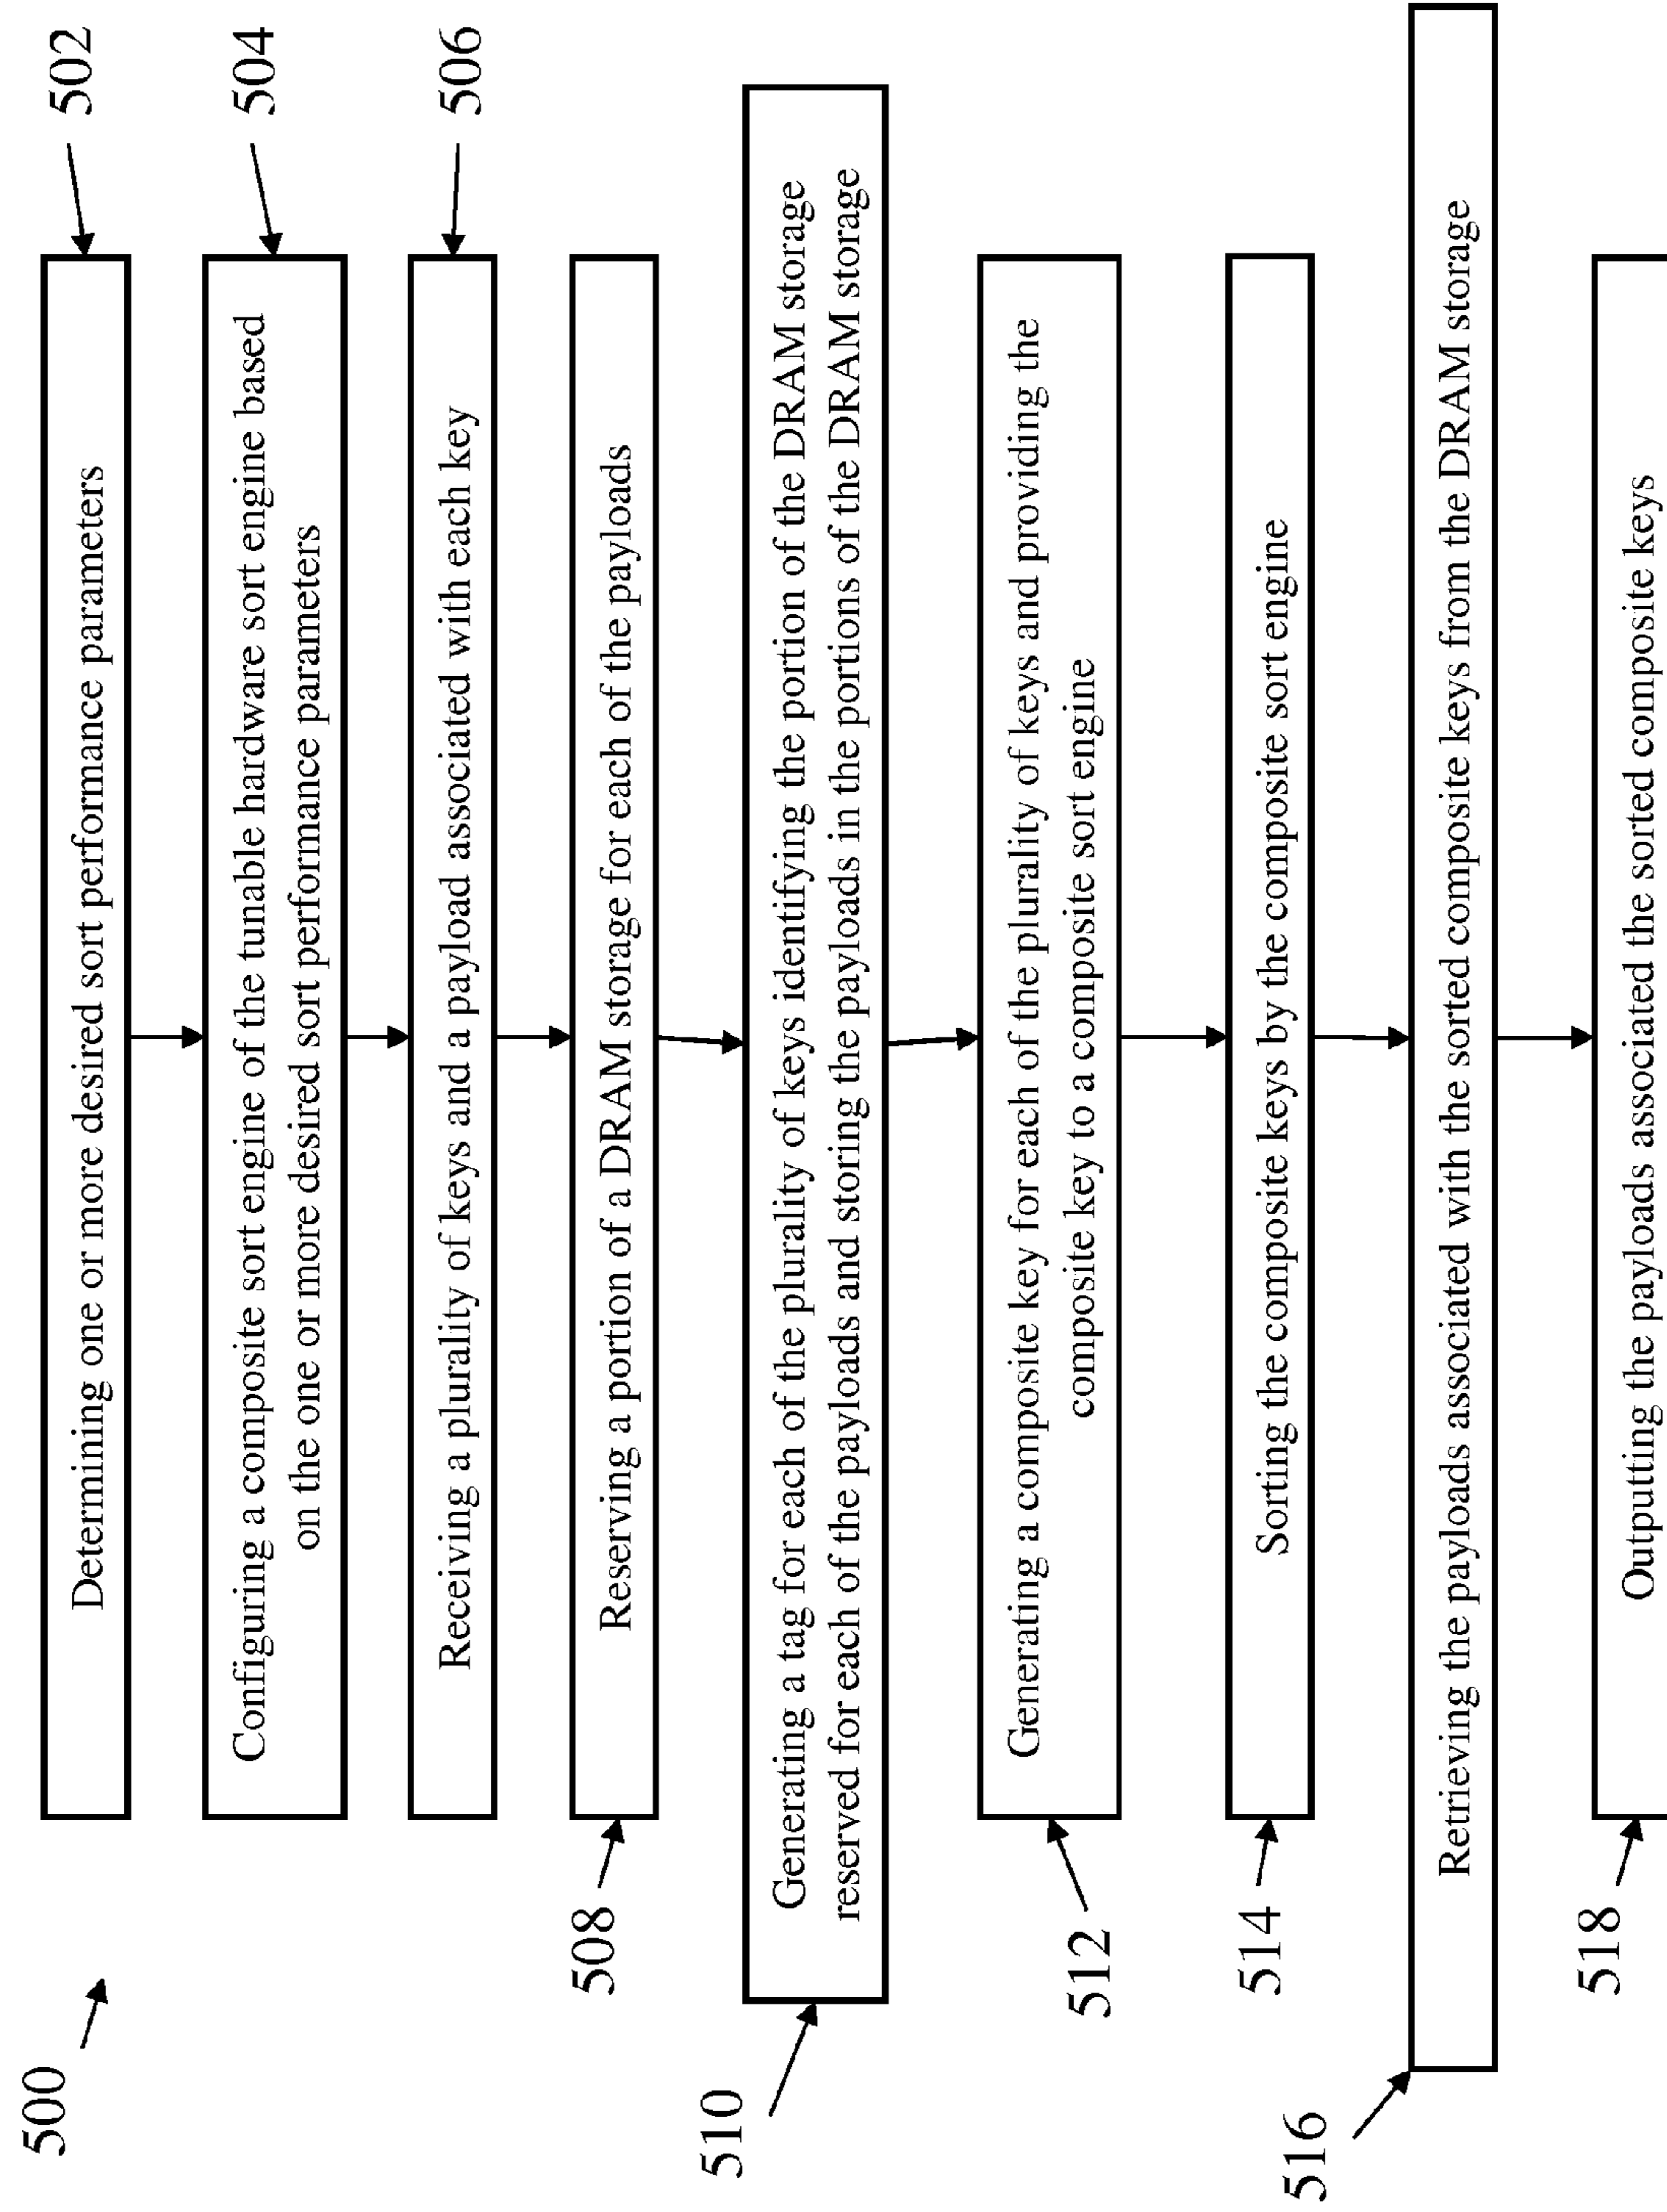 500
502
Determining one or more desired sort performance parameters
504
Configuring a composite sort engine of the tunable hardware sort engine based
on the one or more desired sort performance parameters
506
Receiving a plurality of keys and a payload associated with each key
508
Reserving a portion of a DRAM storage for each of the payloads
510
Generating a tag for each of the plurality of keys identifying the portion of the DRAM storage
reserved for each of the payloads and storing the payloads in the portions of the DRAM storage
512
Generating a composite key for each of the plurality of keys and providing the
composite key to a composite sort engine
514
Sorting the composite keys by the composite sort engine
516
Retrieving the payloads associated with the sorted composite keys from the DRAM storage
518
Outputting the payloads associated the sorted composite keys